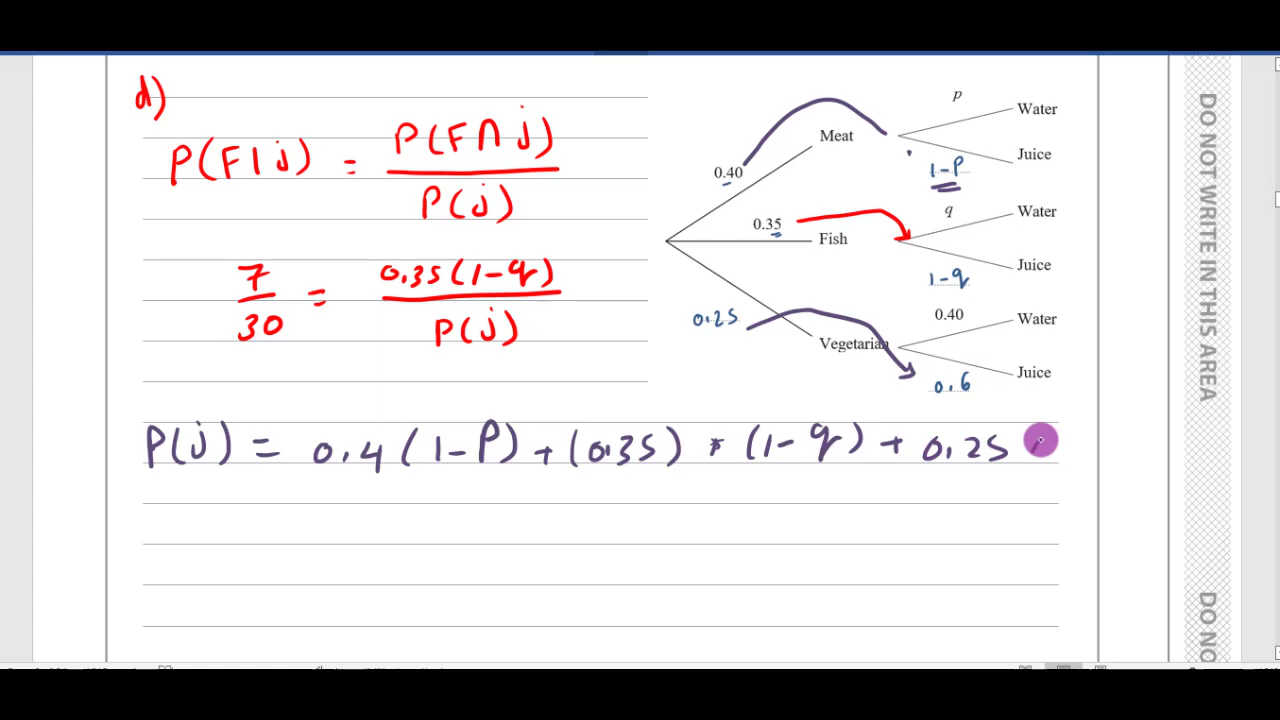 d)
P(F|j) = P(F∩j) / P(j)
7/30 = 0.35(1-q) / P(j)
p
Water
Meat
Juice
0.40
1-P
q
Water
0.35
Fish
Juice
1-q
0.40
0.25
Water
Vegetarian
Juice
0.6
P(j) = 0.4(1-P) + (0.35) * (1-q) + 0.25
DO NOT WRITE IN THIS AREA
DO NO